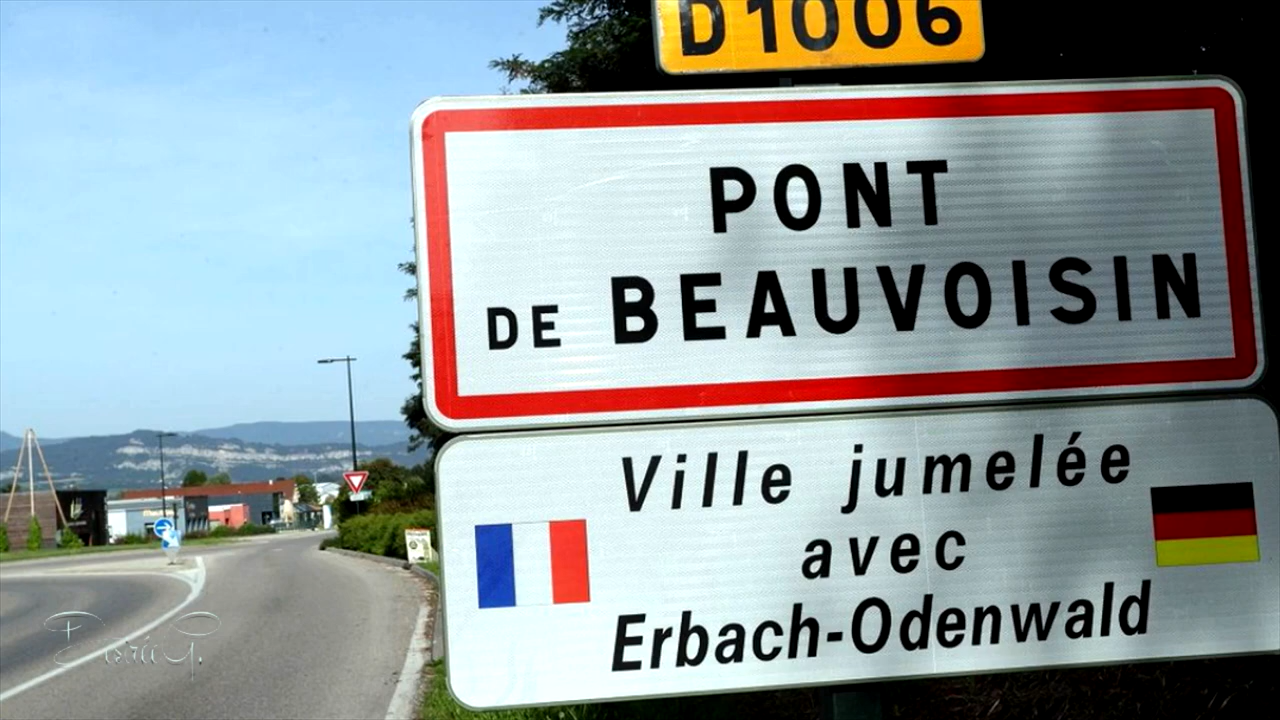 D1006
PONT
DE BEAUVOISIN
Ville jumelée
avec
Erbach-Odenwald